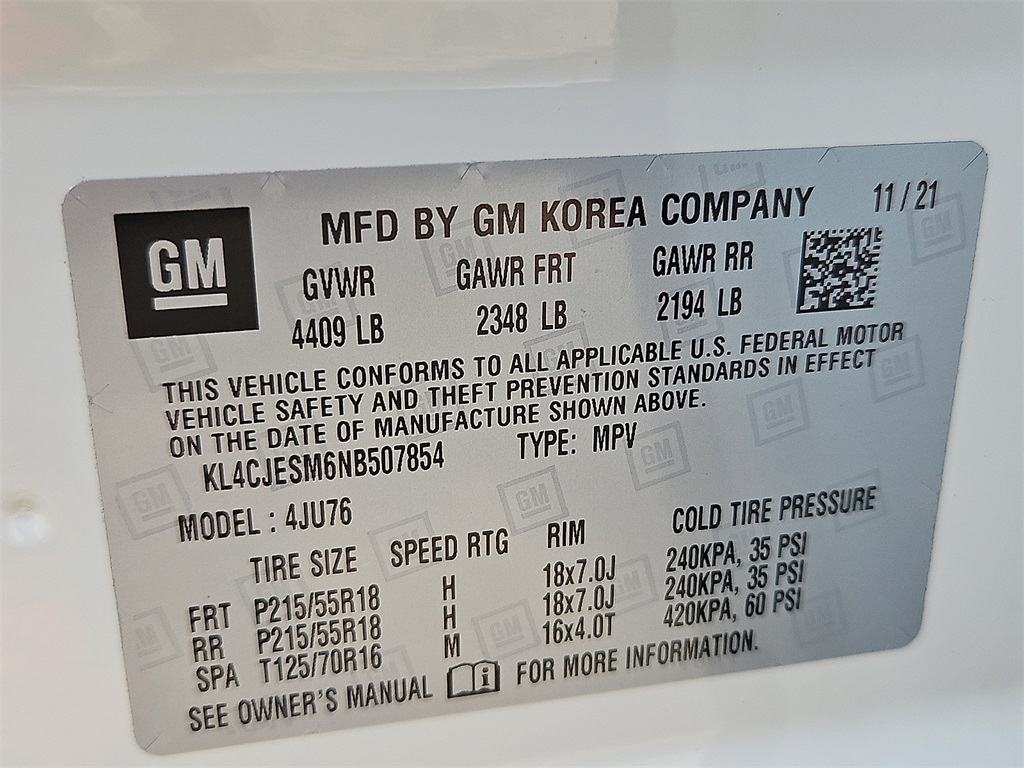 GM
MFD BY GM KOREA COMPANY 11/21
GVWR GAWR FRT GAWR RR
4409 LB 2348 LB 2194 LB
THIS VEHICLE CONFORMS TO ALL APPLICABLE U.S. FEDERAL MOTOR
VEHICLE SAFETY AND THEFT PREVENTION STANDARDS IN EFFECT
ON THE DATE OF MANUFACTURE SHOWN ABOVE.
KL4CJESM6NB507854 TYPE: MPV
MODEL : 4JU76
TIRE SIZE SPEED RTG RIM COLD TIRE PRESSURE
FRT P215/55R18 H 18x7.0J 240KPA, 35 PSI
RR P215/55R18 H 18x7.0J 240KPA, 35 PSI
SPA T125/70R16 M 16x4.0T 420KPA, 60 PSI
SEE OWNER'S MANUAL i FOR MORE INFORMATION.